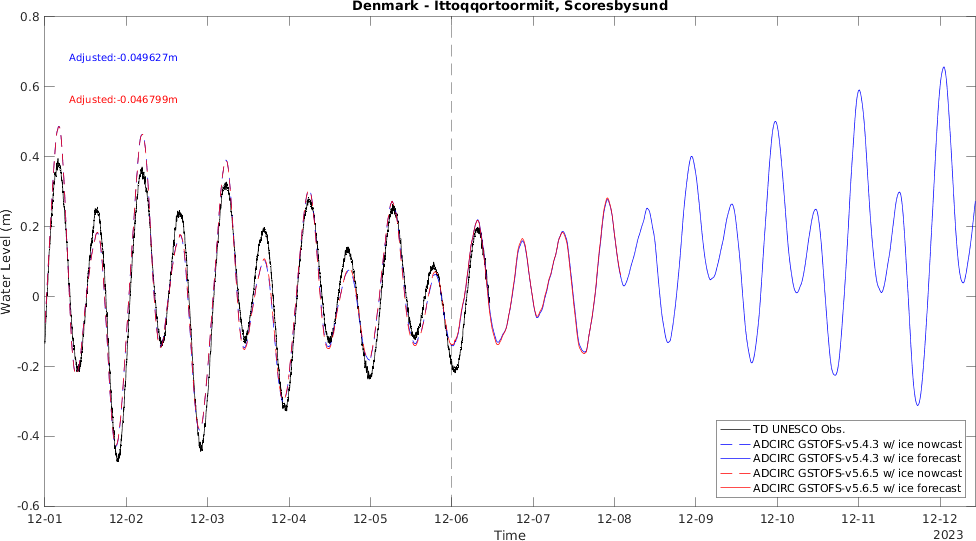 Denmark - Ittoqqortoormiit, Scoresbysund
0.8
Adjusted:-0.049627m
0.6
Adjusted:-0.046799m
0.4
0.2
0
-0.2
-0.4
-0.6
Water Level (m)
TD UNESCO Obs.
ADCIRC GSTOFS-v5.4.3 w/ ice nowcast
ADCIRC GSTOFS-v5.4.3 w/ ice forecast
ADCIRC GSTOFS-v5.6.5 w/ ice nowcast
ADCIRC GSTOFS-v5.6.5 w/ ice forecast
12-01 12-02 12-03 12-04 12-05 12-06 12-07 12-08 12-09 12-10 12-11 12-12
Time
2023